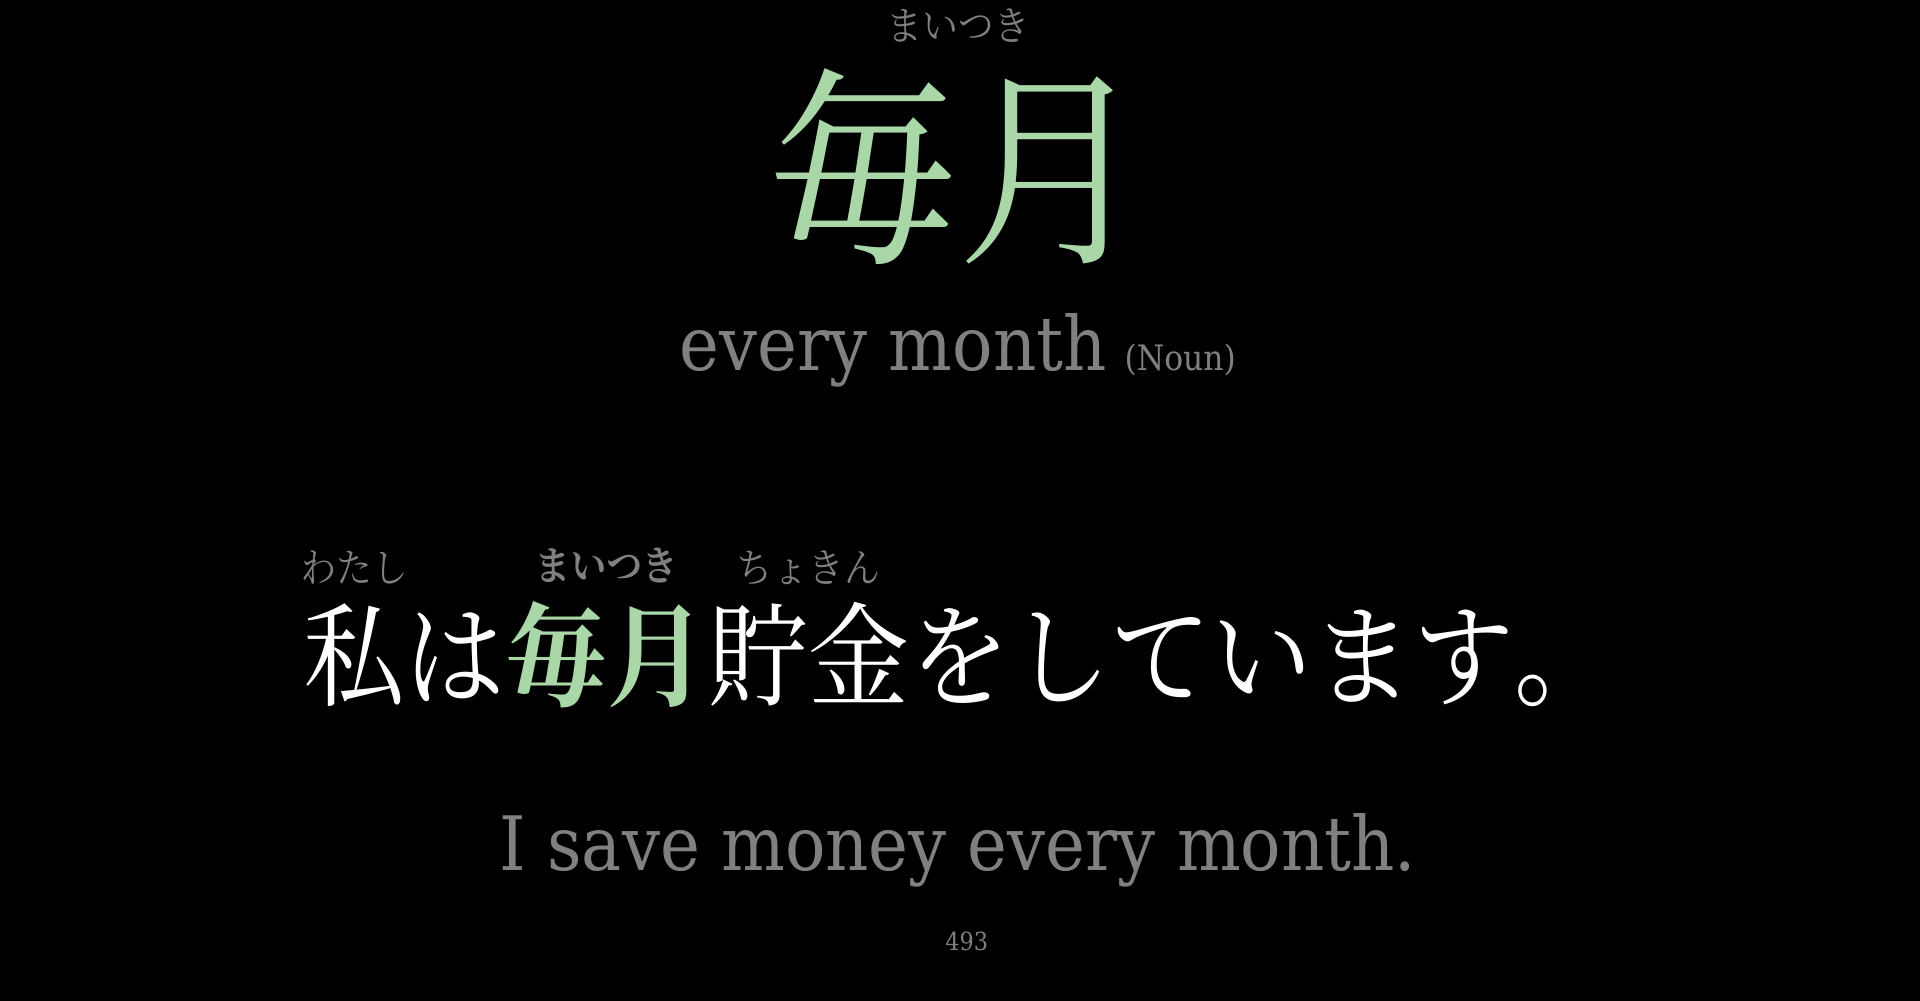 まいつき
毎月
every month (Noun)
わたし まいつき ちょきん
私は毎月貯金をしています。
I save money every month.
493